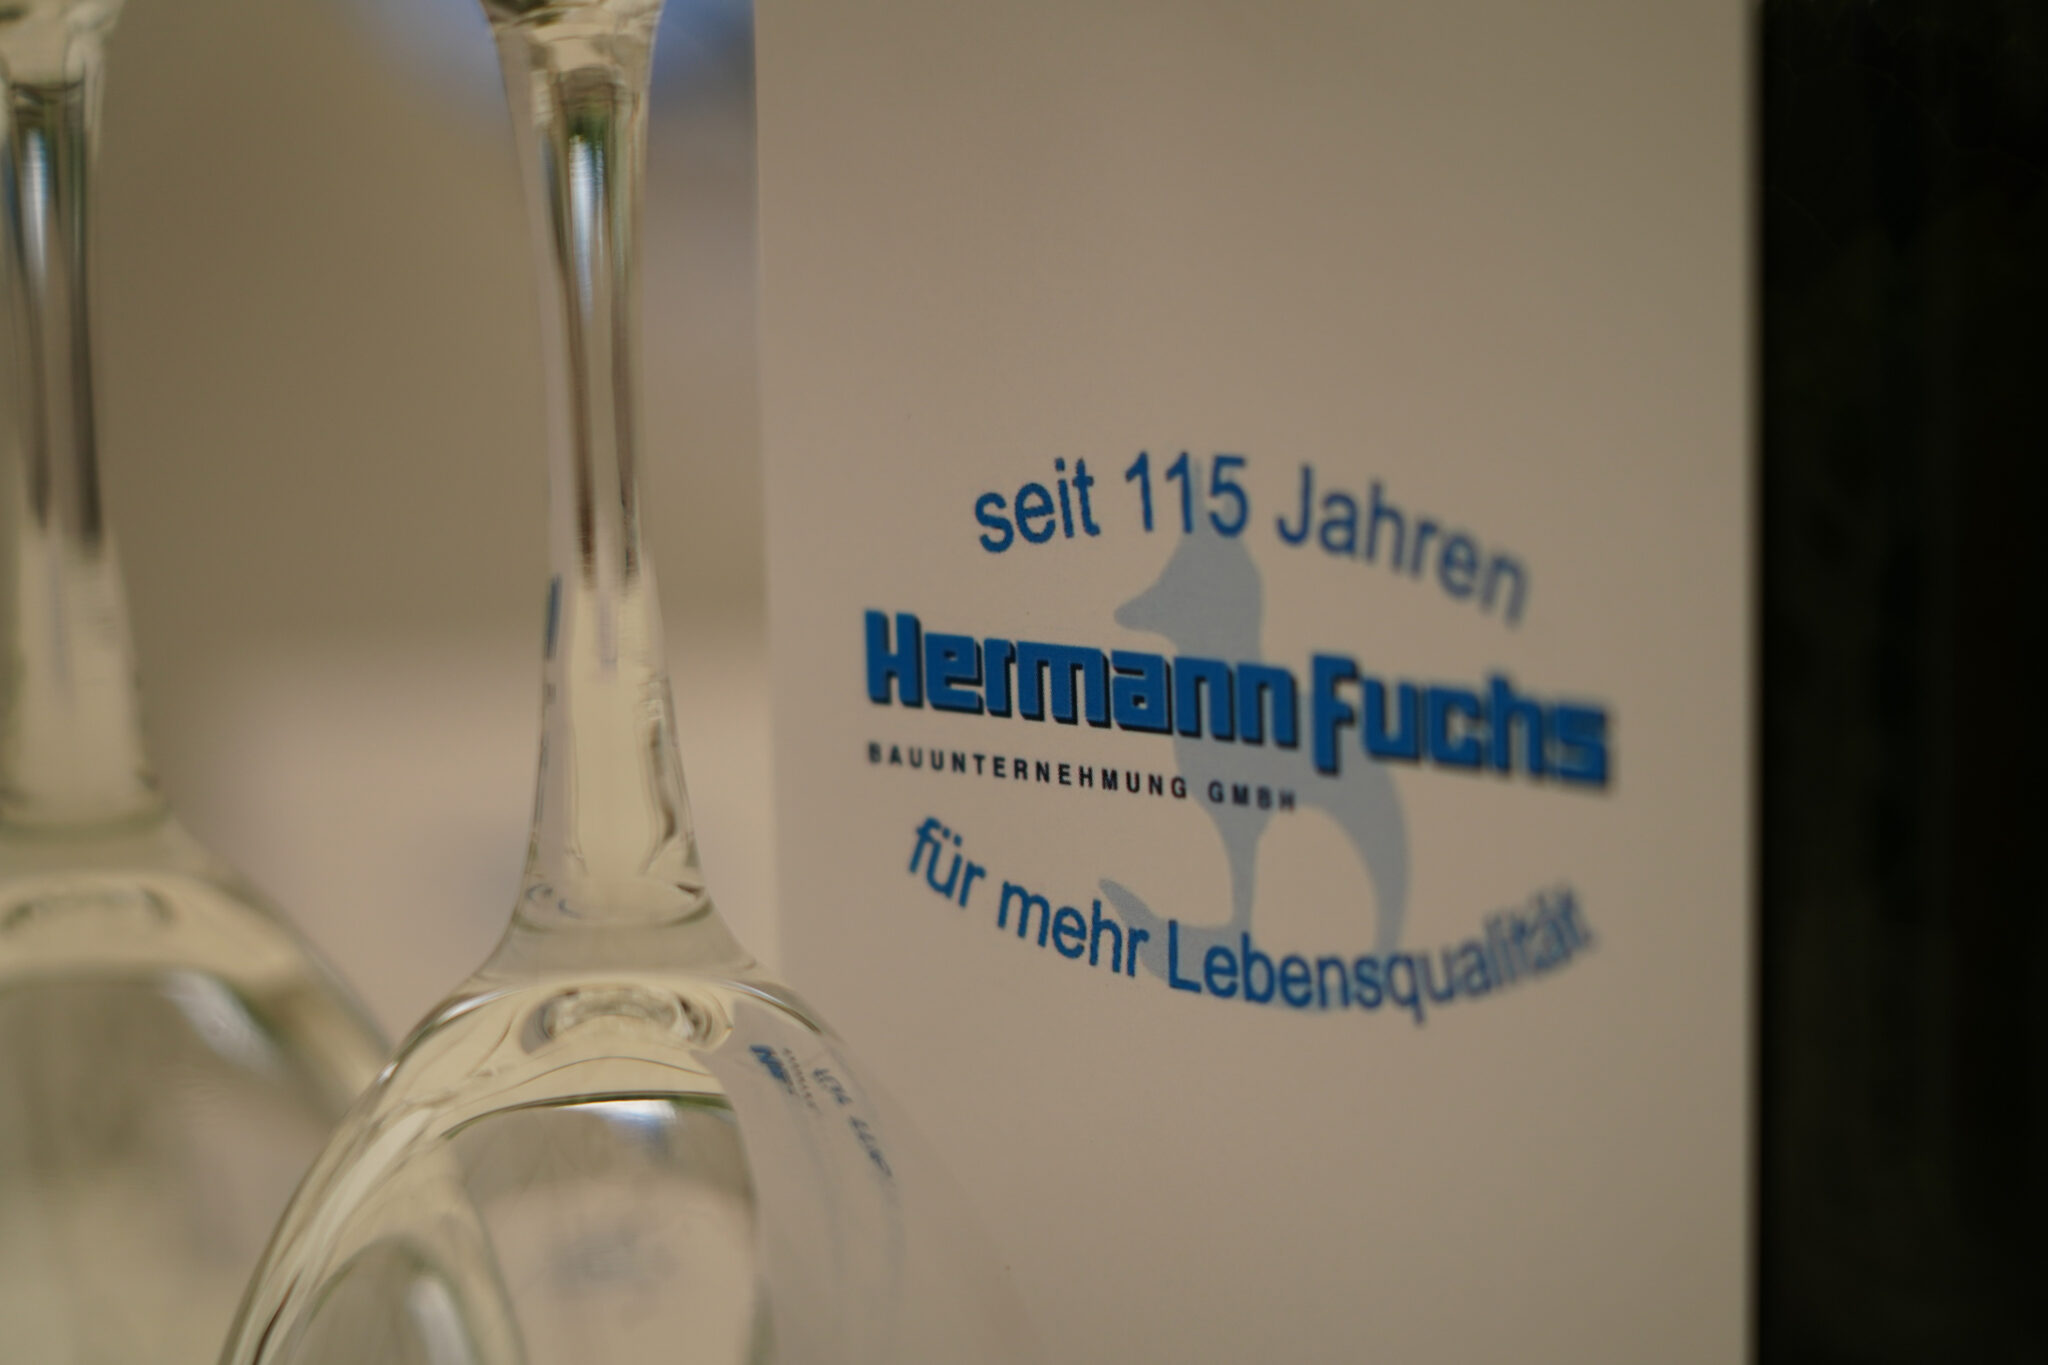 seit 115 Jahren
Hermann Fuchs
BAUUNTERNEHMUNG GMBH
für mehr Lebensqualität